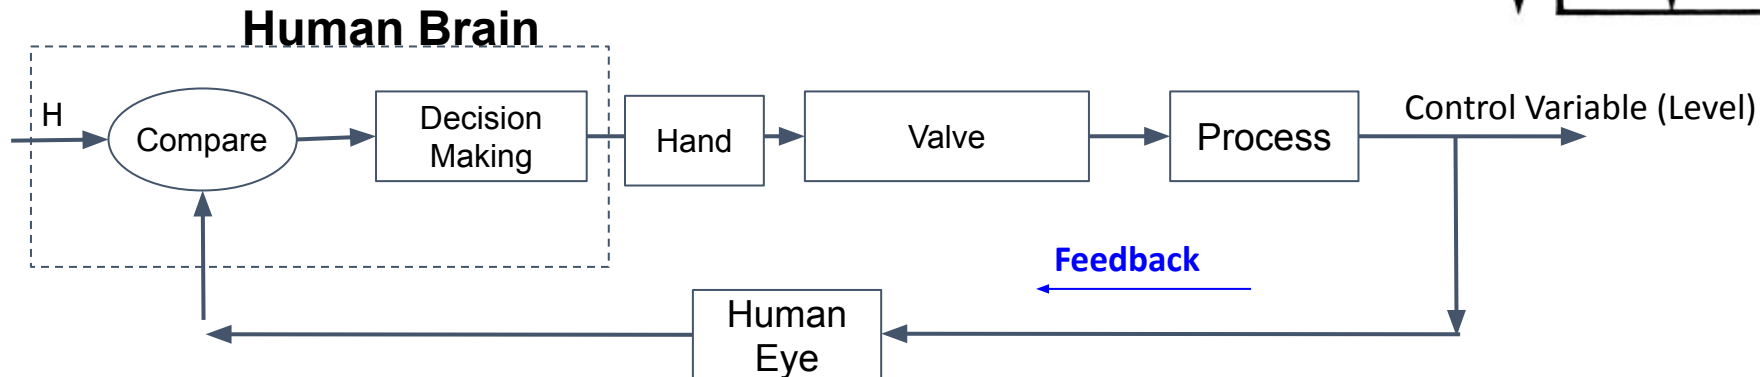 Human Brain
H
Compare
Decision
Making
Hand
Valve
Process
Control Variable (Level)
Feedback
Human
Eye